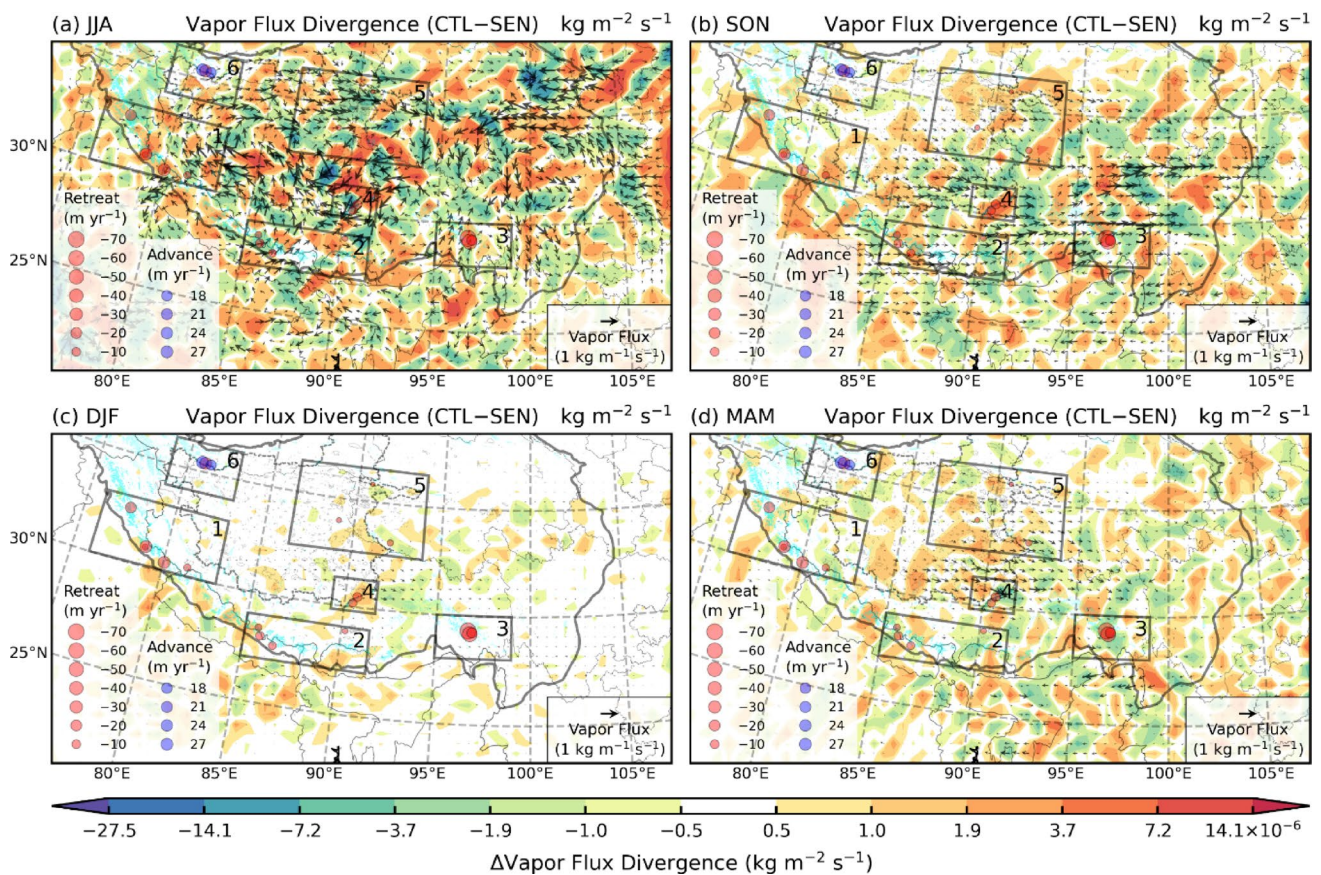 (a) JJA Vapor Flux Divergence (CTL−SEN) kg m⁻² s⁻¹
6
5
1
4
2
3
30°N
25°N
Retreat
(m yr⁻¹)
−70
−60
−50
−40
−30
−20
−10
Advance
(m yr⁻¹)
18
21
24
27
Vapor Flux
(1 kg m⁻¹ s⁻¹)
80°E 85°E 90°E 95°E 100°E 105°E
(b) SON Vapor Flux Divergence (CTL−SEN) kg m⁻² s⁻¹
6
5
1
4
2
3
Retreat
(m yr⁻¹)
−70
−60
−50
−40
−30
−20
−10
Advance
(m yr⁻¹)
18
21
24
27
Vapor Flux
(1 kg m⁻¹ s⁻¹)
80°E 85°E 90°E 95°E 100°E 105°E
(c) DJF Vapor Flux Divergence (CTL−SEN) kg m⁻² s⁻¹
6
5
1
4
2
3
30°N
25°N
Retreat
(m yr⁻¹)
−70
−60
−50
−40
−30
−20
−10
Advance
(m yr⁻¹)
18
21
24
27
Vapor Flux
(1 kg m⁻¹ s⁻¹)
80°E 85°E 90°E 95°E 100°E 105°E
(d) MAM Vapor Flux Divergence (CTL−SEN) kg m⁻² s⁻¹
6
5
1
4
2
3
Retreat
(m yr⁻¹)
−70
−60
−50
−40
−30
−20
−10
Advance
(m yr⁻¹)
18
21
24
27
Vapor Flux
(1 kg m⁻¹ s⁻¹)
80°E 85°E 90°E 95°E 100°E 105°E
−27.5 −14.1 −7.2 −3.7 −1.9 −1.0 −0.5 0.5 1.0 1.9 3.7 7.2 14.1×10⁻⁶
ΔVapor Flux Divergence (kg m⁻² s⁻¹)